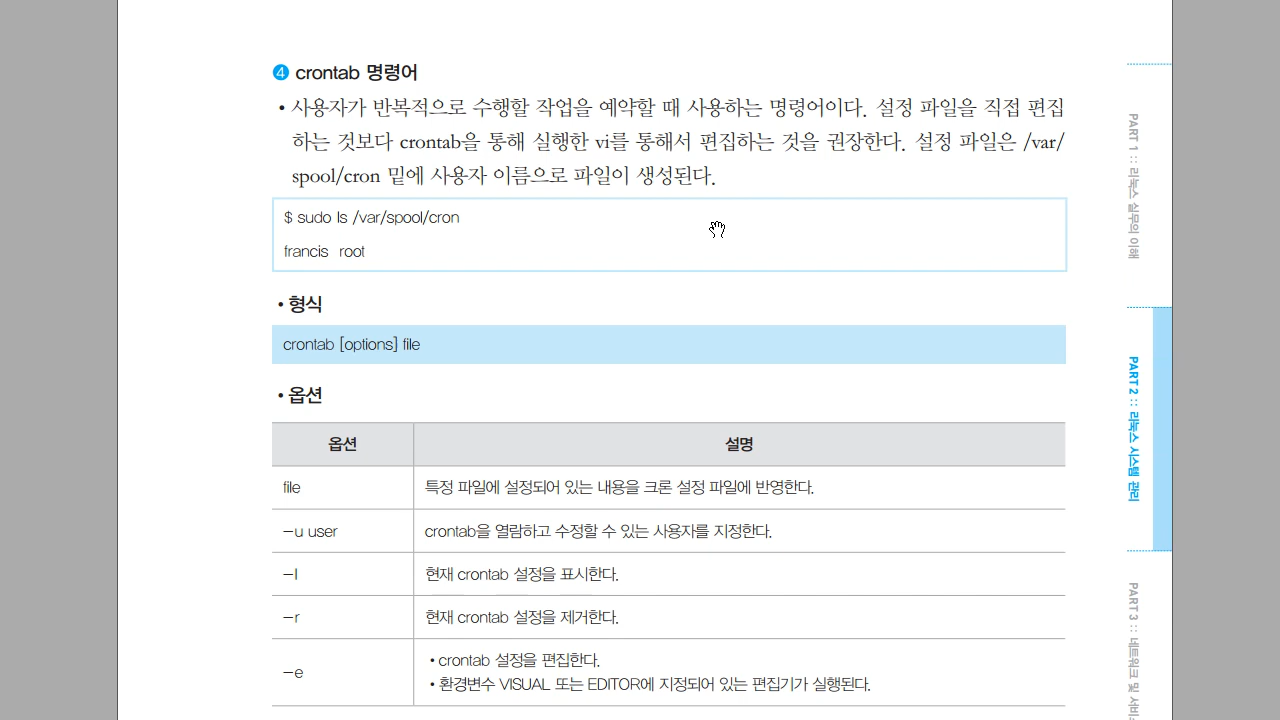 4 crontab 명령어
• 사용자가 반복적으로 수행할 작업을 예약할 때 사용하는 명령어이다. 설정 파일을 직접 편집
하는 것보다 crontab을 통해 실행한 vi를 통해서 편집하는 것을 권장한다. 설정 파일은 /var/
spool/cron 밑에 사용자 이름으로 파일이 생성된다.
$ sudo ls /var/spool/cron
francis root
• 형식
crontab [options] file
• 옵션
옵션 설명
file 파일에 설정되어 있는 내용을 크론 설정 파일에 반영한다.
–u user crontab을 열람하고 수정할 수 있는 사용자를 지정한다.
–l 현재 crontab 설정을 표시한다.
–r 현재 crontab 설정을 제거한다.
–e crontab 설정을 편집한다.
환경변수 VISUAL 또는 EDITOR에 지정되어 있는 편집기가 실행된다.
PART 1 :: 리눅스 실무의 이해
PART 2 :: 리눅스 시스템 관리
PART 3 :: 네트워크 및 서비스